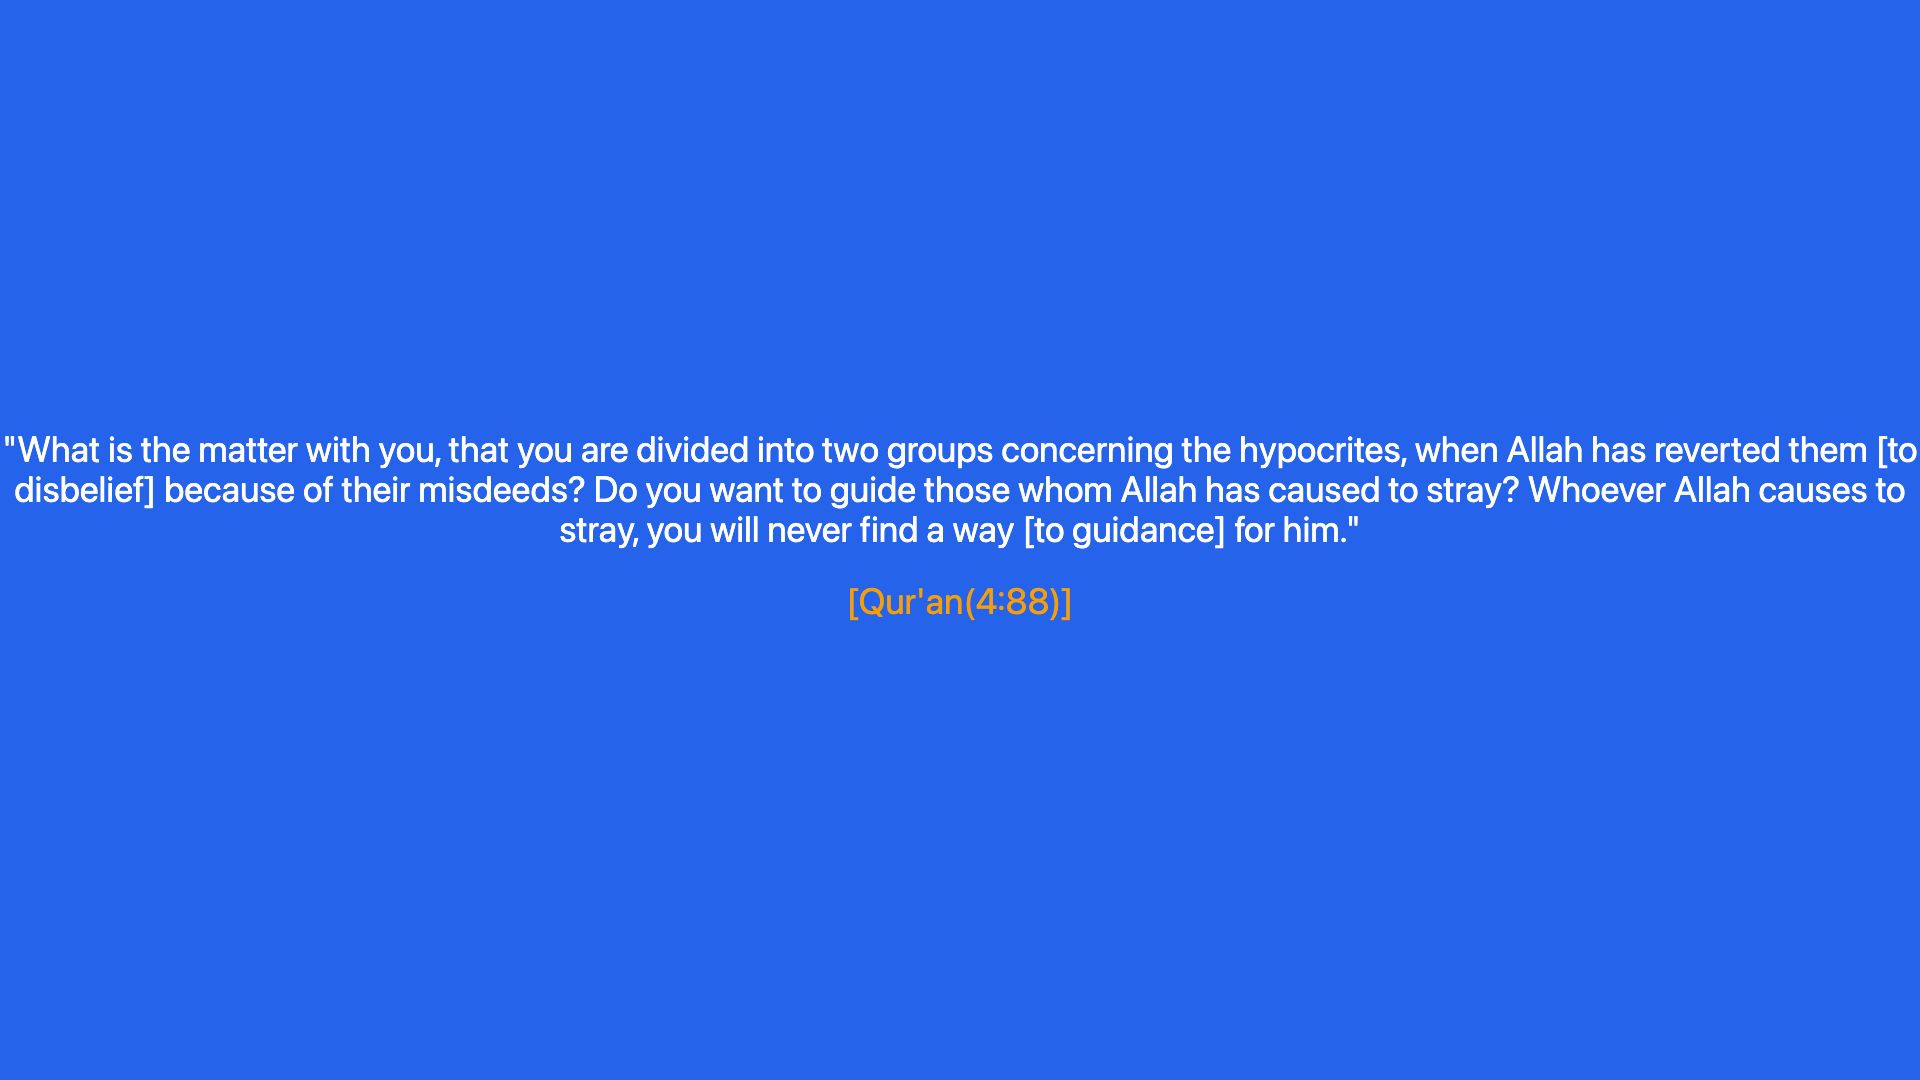 "What is the matter with you, that you are divided into two groups concerning the hypocrites, when Allah has reverted them [to
disbelief] because of their misdeeds? Do you want to guide those whom Allah has caused to stray? Whoever Allah causes to
stray, you will never find a way [to guidance] for him."
[Qur'an(4:88)]